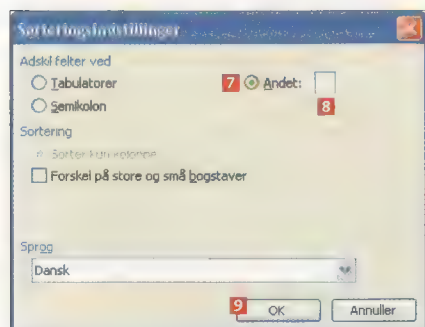 Sorteringsindstillinger
Adskil felter ved
Tabulatorer 7 Andet:
Semikolon 8
Sortering
Sorter kun kolonne
Forskel på store og små bogstaver
Sprog
Dansk
9 OK Annuller